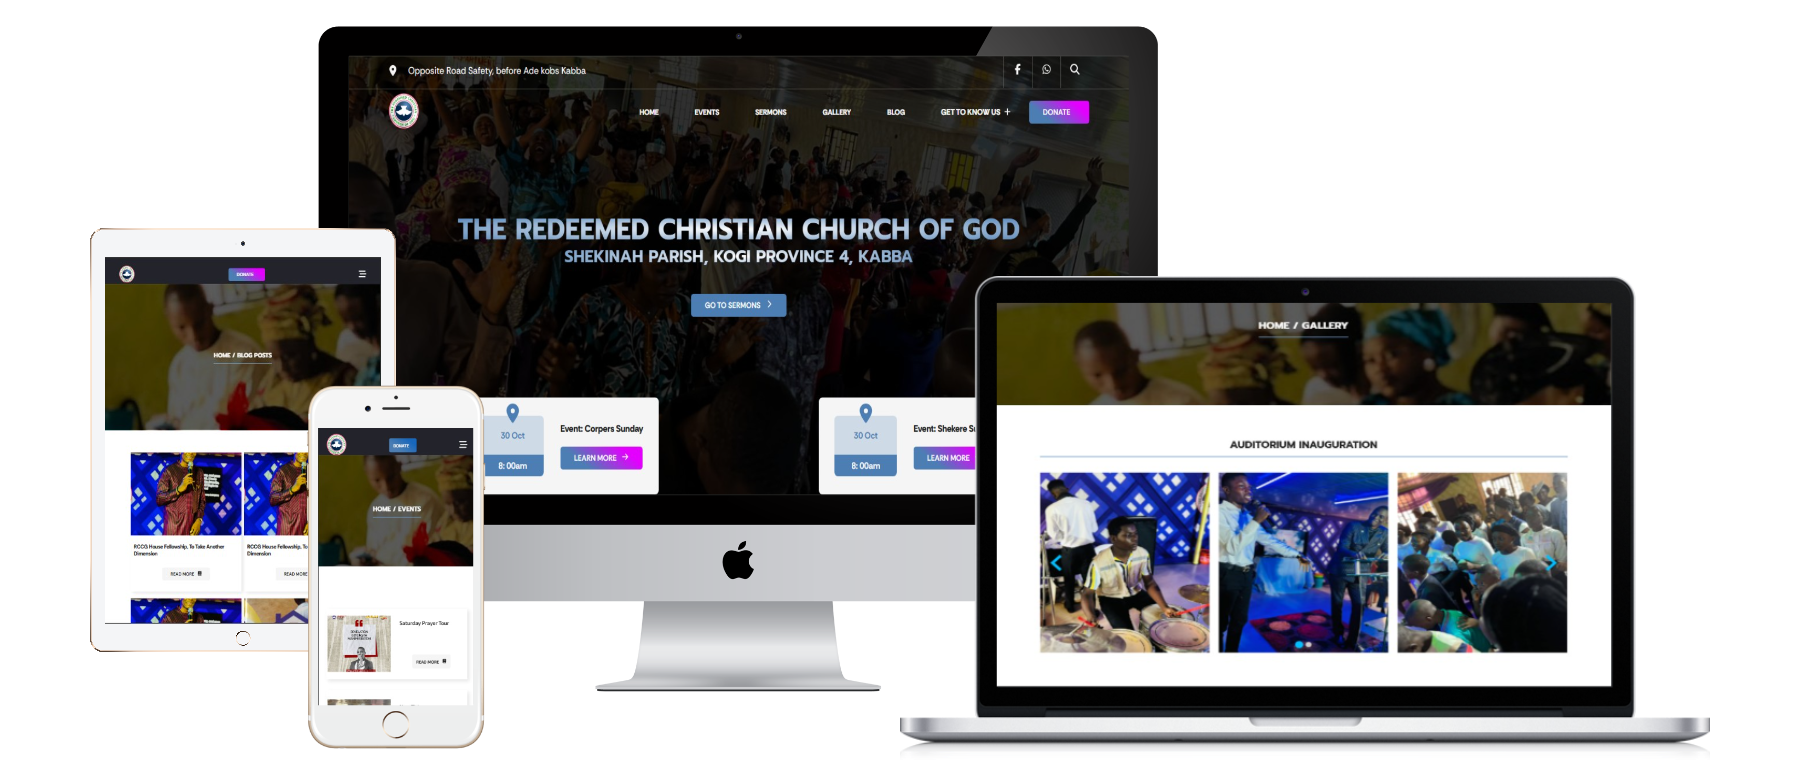 Opposite Road Safety, before Ade kobs Kabba
HOME EVENTS SERMONS GALLERY BLOG GET TO KNOW US + DONATE
THE REDEEMED CHRISTIAN CHURCH OF GOD
SHEKINAH PARISH, KOGI PROVINCE 4, KABBA
GO TO SERMONS
30 Oct
8: 00am
Event: Corpers Sunday
LEARN MORE
30 Oct
8: 00am
Event: Shekere Su
LEARN MORE
DONATE
HOME / BLOG POSTS
RCCG House Fellowship, To Take Another
Dimension
READ MORE
RCCG House Fellowship, To
Dimension
READ MORE
DONATE
HOME / EVENTS
Saturday Prayer Tour
READ MORE
HOME / GALLERY
AUDITORIUM INAUGURATION